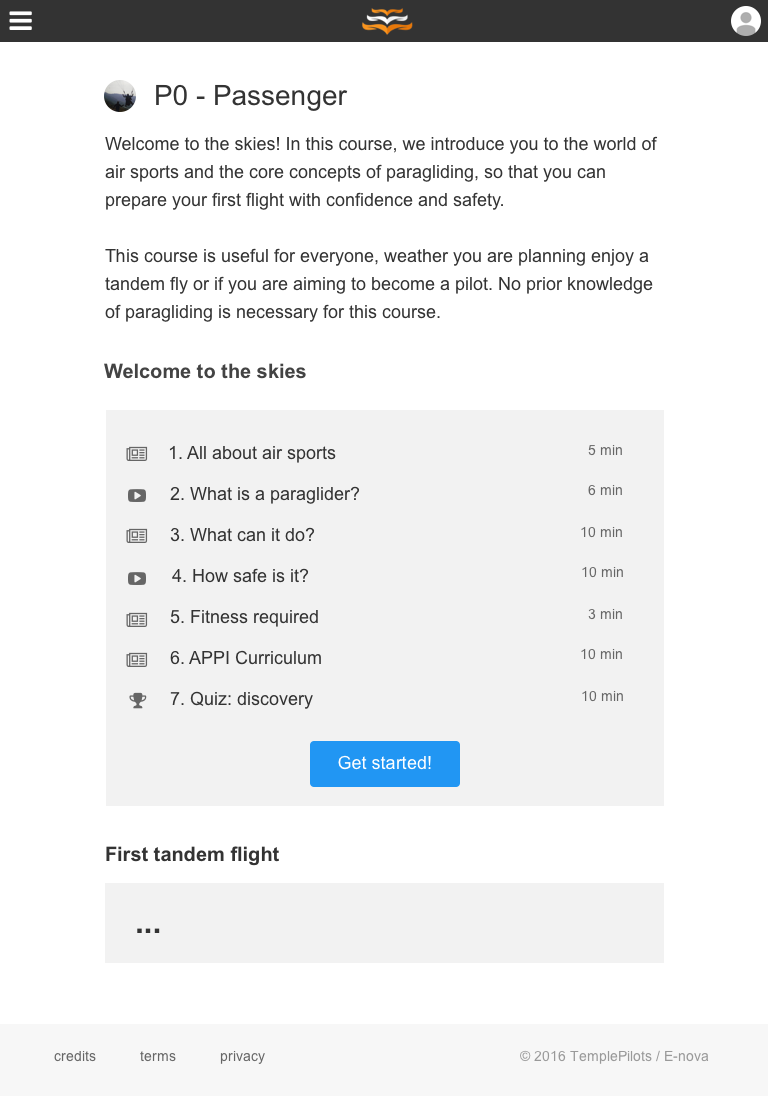 P0 - Passenger
Welcome to the skies! In this course, we introduce you to the world of
air sports and the core concepts of paragliding, so that you can
prepare your first flight with confidence and safety.
This course is useful for everyone, weather you are planning enjoy a
tandem fly or if you are aiming to become a pilot. No prior knowledge
of paragliding is necessary for this course.
Welcome to the skies
1. All about air sports 5 min
2. What is a paraglider? 6 min
3. What can it do? 10 min
4. How safe is it? 10 min
5. Fitness required 3 min
6. APPI Curriculum 10 min
7. Quiz: discovery 10 min
Get started!
First tandem flight
...
credits terms privacy © 2016 TemplePilots / E-nova